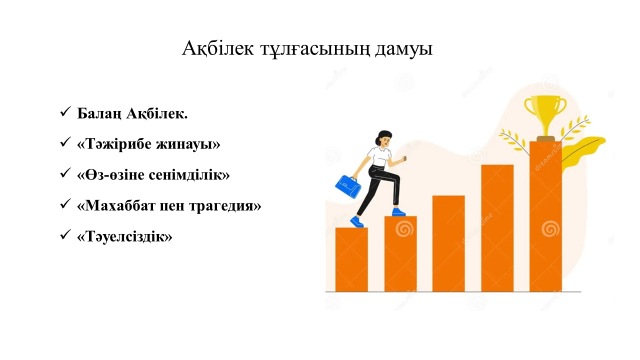 Ақбілек тұлғасының дамуы
✓ Балаң Ақбілек.
✓ «Тәжірибе жинауы»
✓ «Өз-өзіне сенімділік»
✓ «Махаббат пен трагедия»
✓ «Тәуелсіздік»